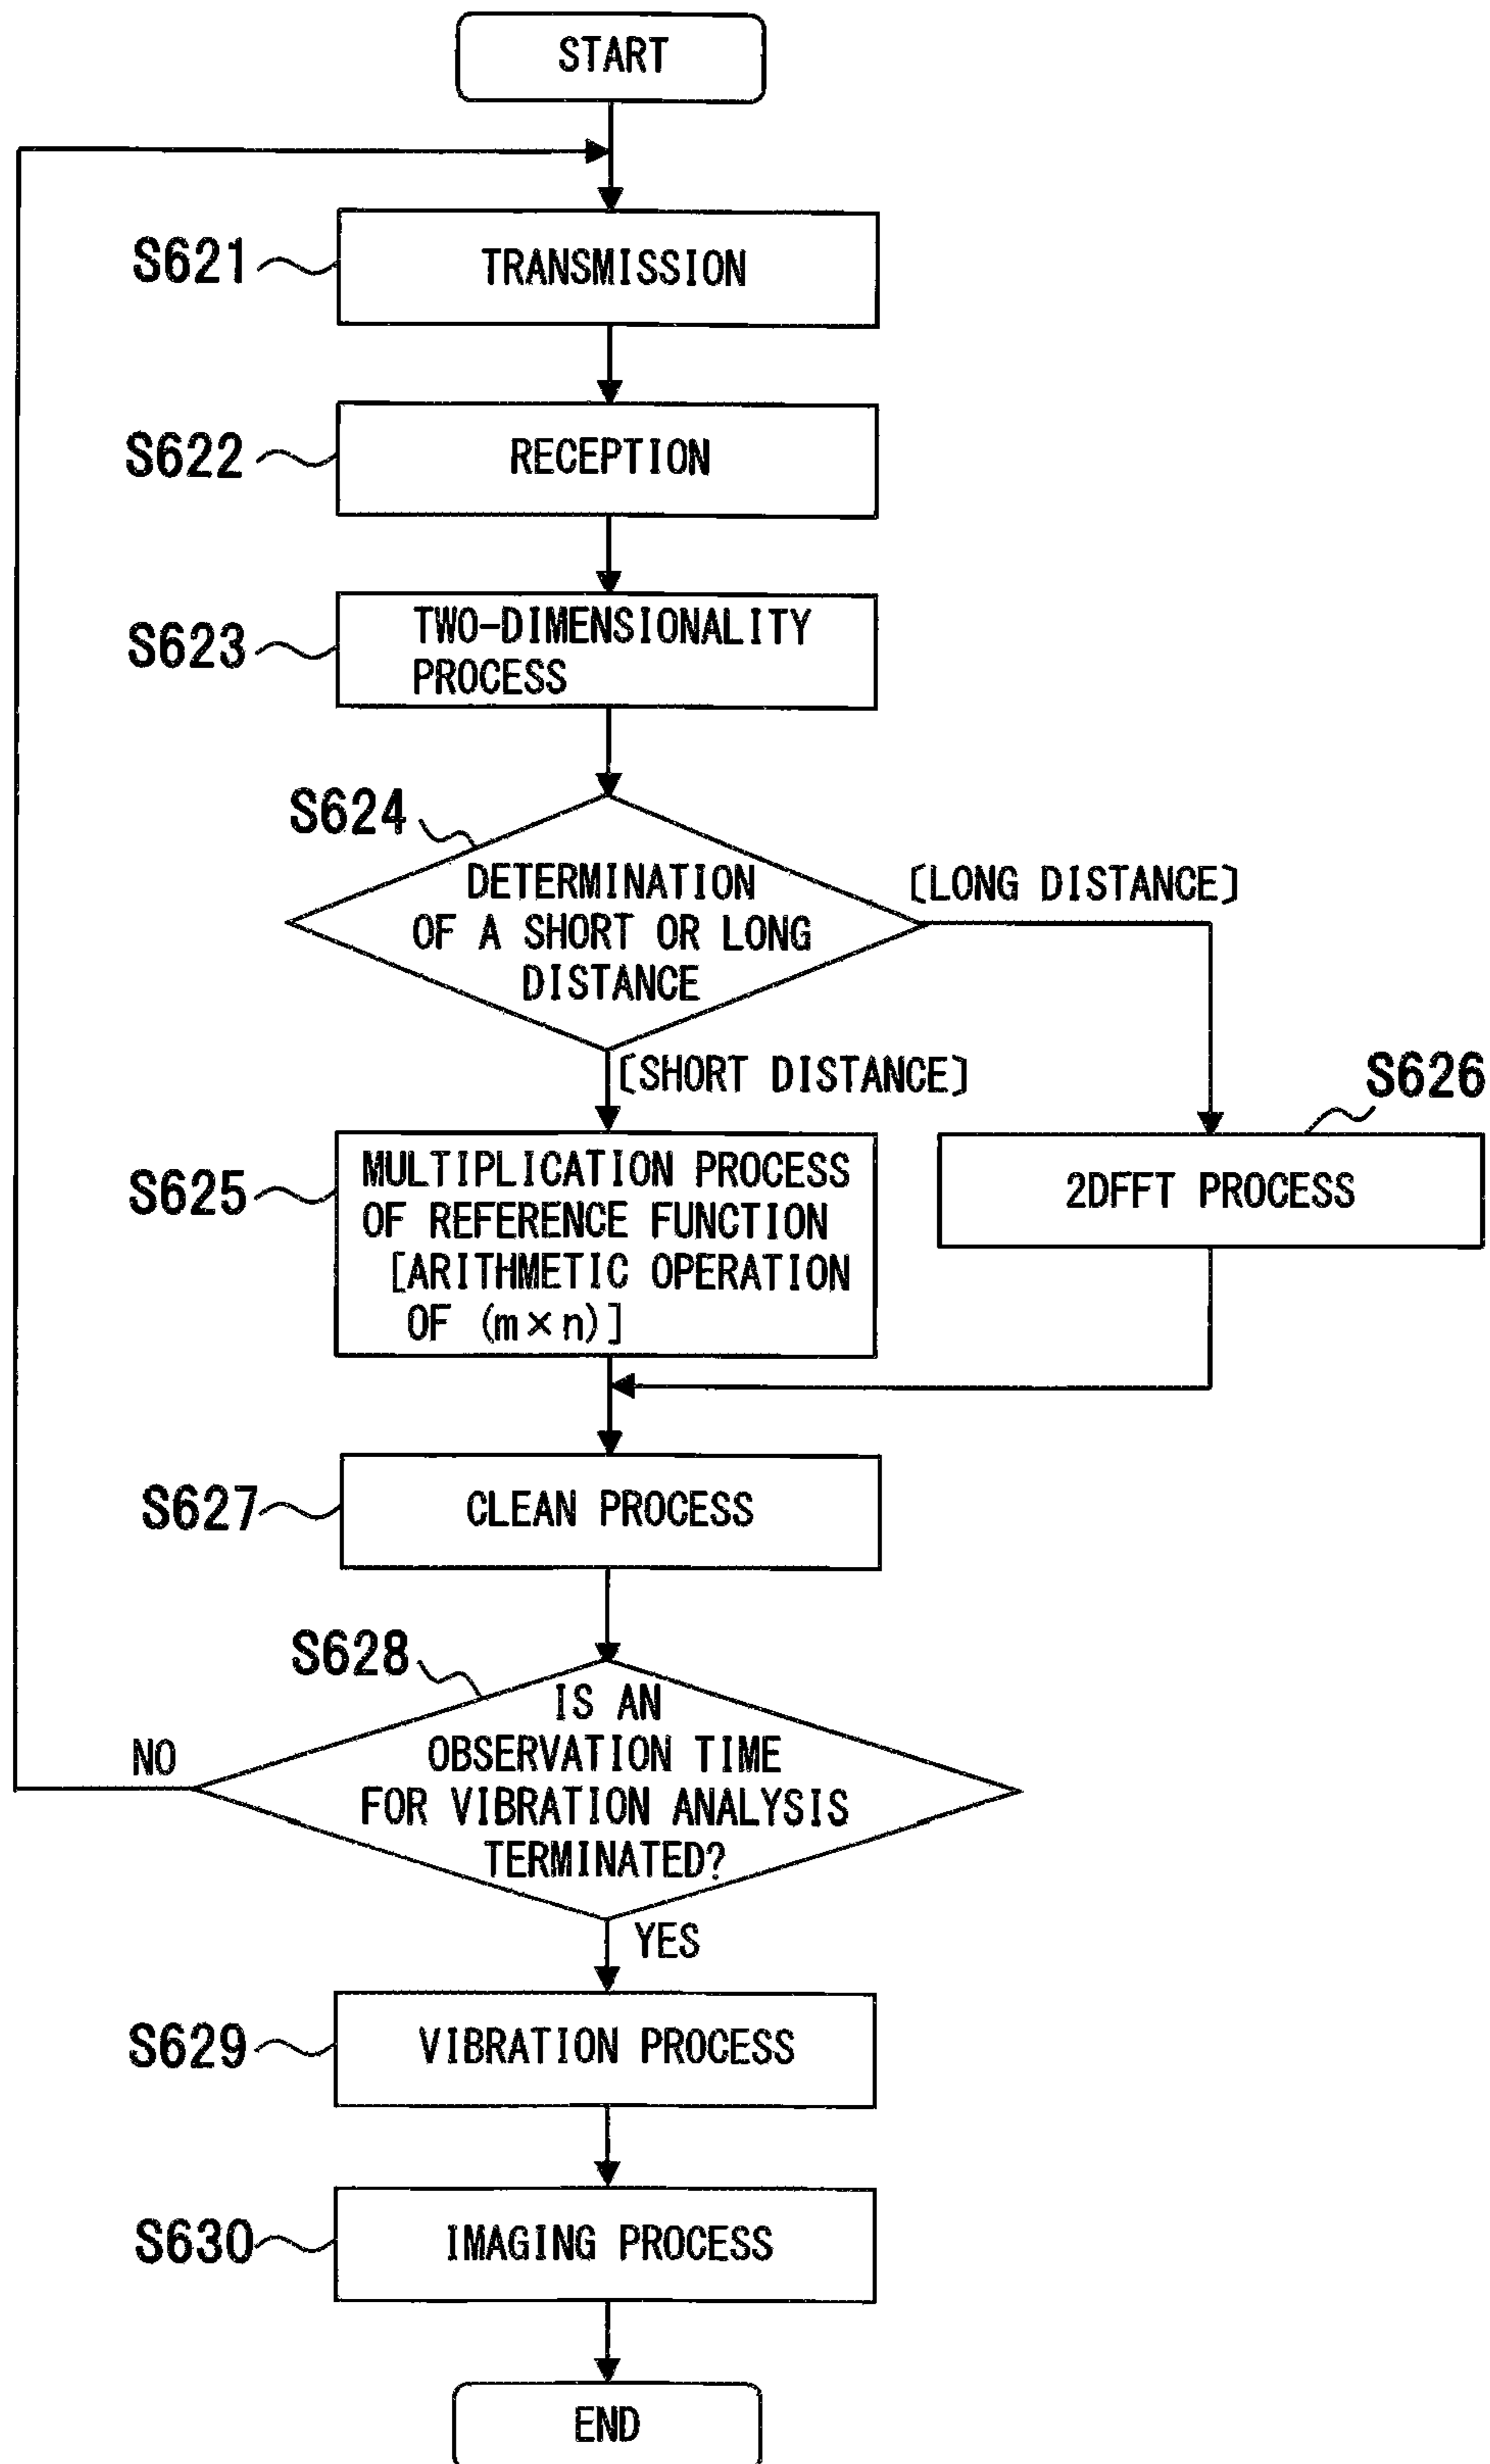 START
S621
TRANSMISSION
S622
RECEPTION
S623
TWO-DIMENSIONALITY
PROCESS
S624
DETERMINATION
OF A SHORT OR LONG
DISTANCE
[LONG DISTANCE]
[SHORT DISTANCE]
S625
MULTIPLICATION PROCESS
OF REFERENCE FUNCTION
[ARITHMETIC OPERATION
OF (m×n)]
S626
2DFFT PROCESS
S627
CLEAN PROCESS
S628
IS AN
OBSERVATION TIME
FOR VIBRATION ANALYSIS
TERMINATED?
NO
YES
S629
VIBRATION PROCESS
S630
IMAGING PROCESS
END